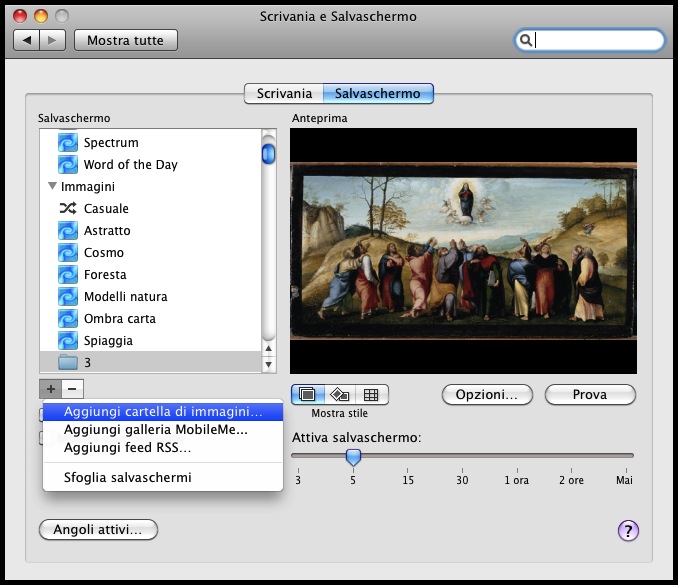 Scrivania e Salvaschermo
Mostra tutte
Scrivania
Salvaschermo
Salvaschermo
Spectrum
Word of the Day
Immagini
Casuale
Astratto
Cosmo
Foresta
Modelli natura
Ombra carta
Spiaggia
3
+ −
Aggiungi cartella di immagini...
Aggiungi galleria MobileMe...
Aggiungi feed RSS...
Sfoglia salvaschermi
Angoli attivi...
Anteprima
Mostra stile
Opzioni...
Prova
Attiva salvaschermo:
3 5 15 30 1 ora 2 ore Mai
?